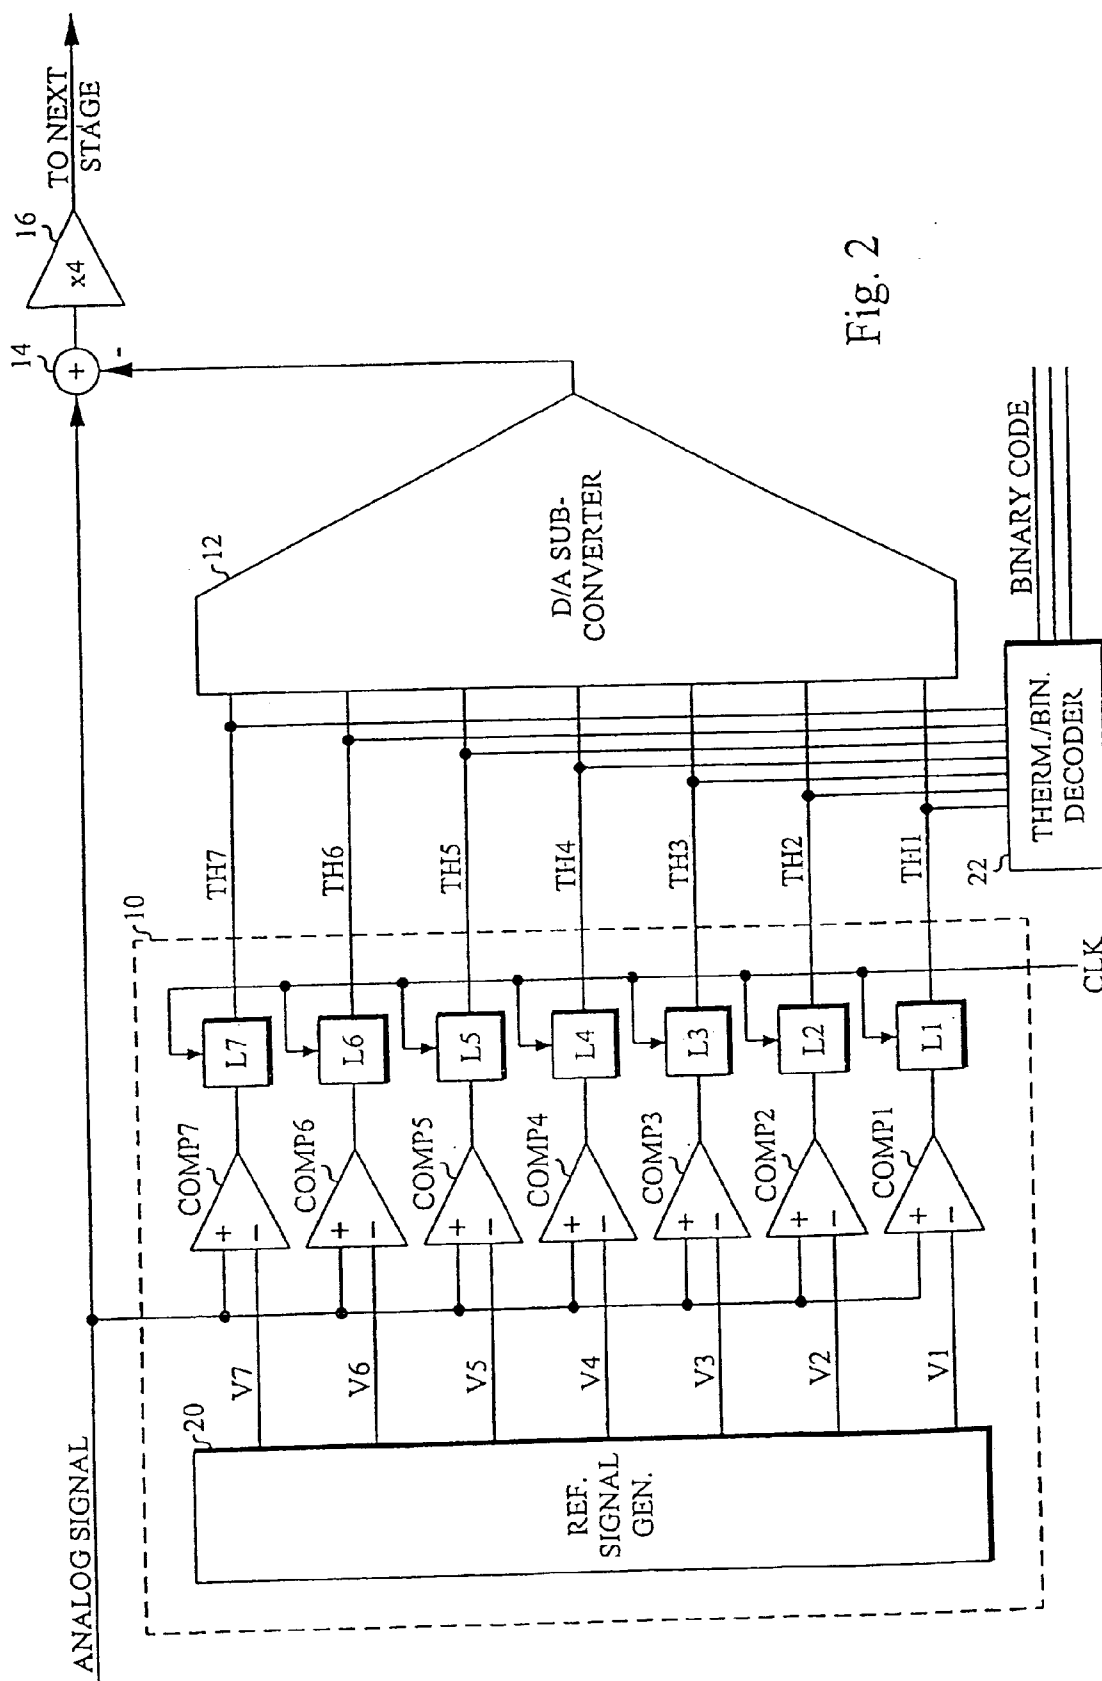 ANALOG SIGNAL
14
+
-
16
x4
TO NEXT
STAGE
10
20
REF.
SIGNAL
GEN.
V7
+
−
COMP7
L7
TH7
V6
+
−
COMP6
L6
TH6
V5
+
−
COMP5
L5
TH5
V4
+
−
COMP4
L4
TH4
V3
+
−
COMP3
L3
TH3
V2
+
−
COMP2
L2
TH2
V1
+
−
COMP1
L1
TH1
CLK
12
D/A SUB-
CONVERTER
22
THERM./BIN.
DECODER
BINARY CODE
Fig. 2